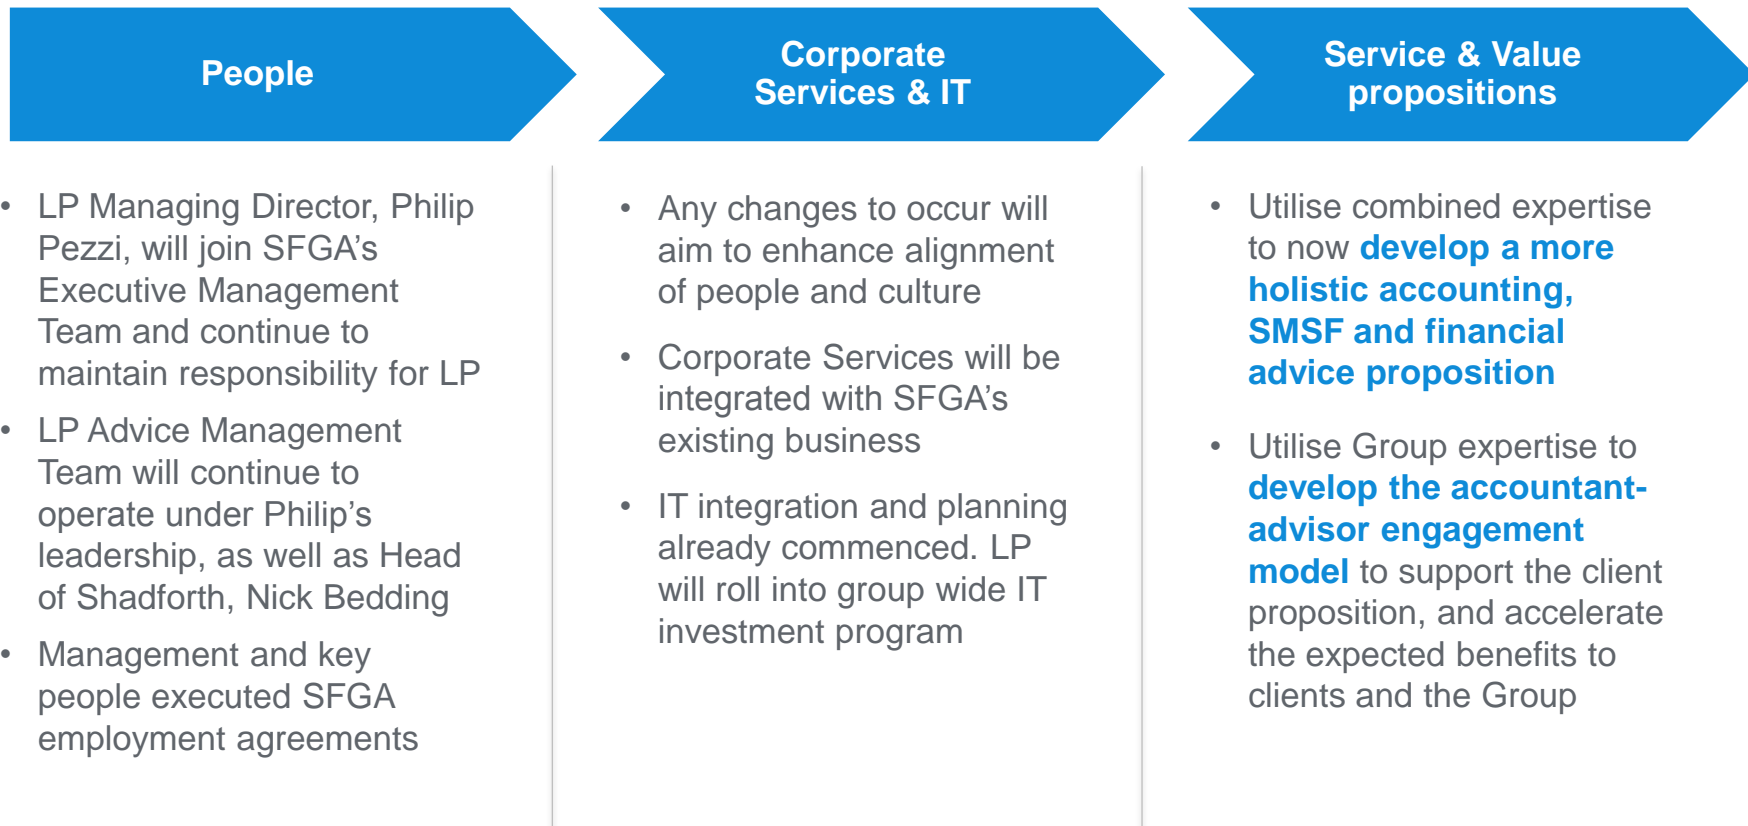 People
• LP Managing Director, Philip
Pezzi, will join SFGA’s
Executive Management
Team and continue to
maintain responsibility for LP
• LP Advice Management
Team will continue to
operate under Philip’s
leadership, as well as Head
of Shadforth, Nick Bedding
• Management and key
people executed SFGA
employment agreements
Corporate
Services & IT
• Any changes to occur will
aim to enhance alignment
of people and culture
• Corporate Services will be
integrated with SFGA’s
existing business
• IT integration and planning
already commenced. LP
will roll into group wide IT
investment program
Service & Value
propositions
• Utilise combined expertise
to now develop a more
holistic accounting,
SMSF and financial
advice proposition
• Utilise Group expertise to
develop the accountant-
advisor engagement
model to support the client
proposition, and accelerate
the expected benefits to
clients and the Group